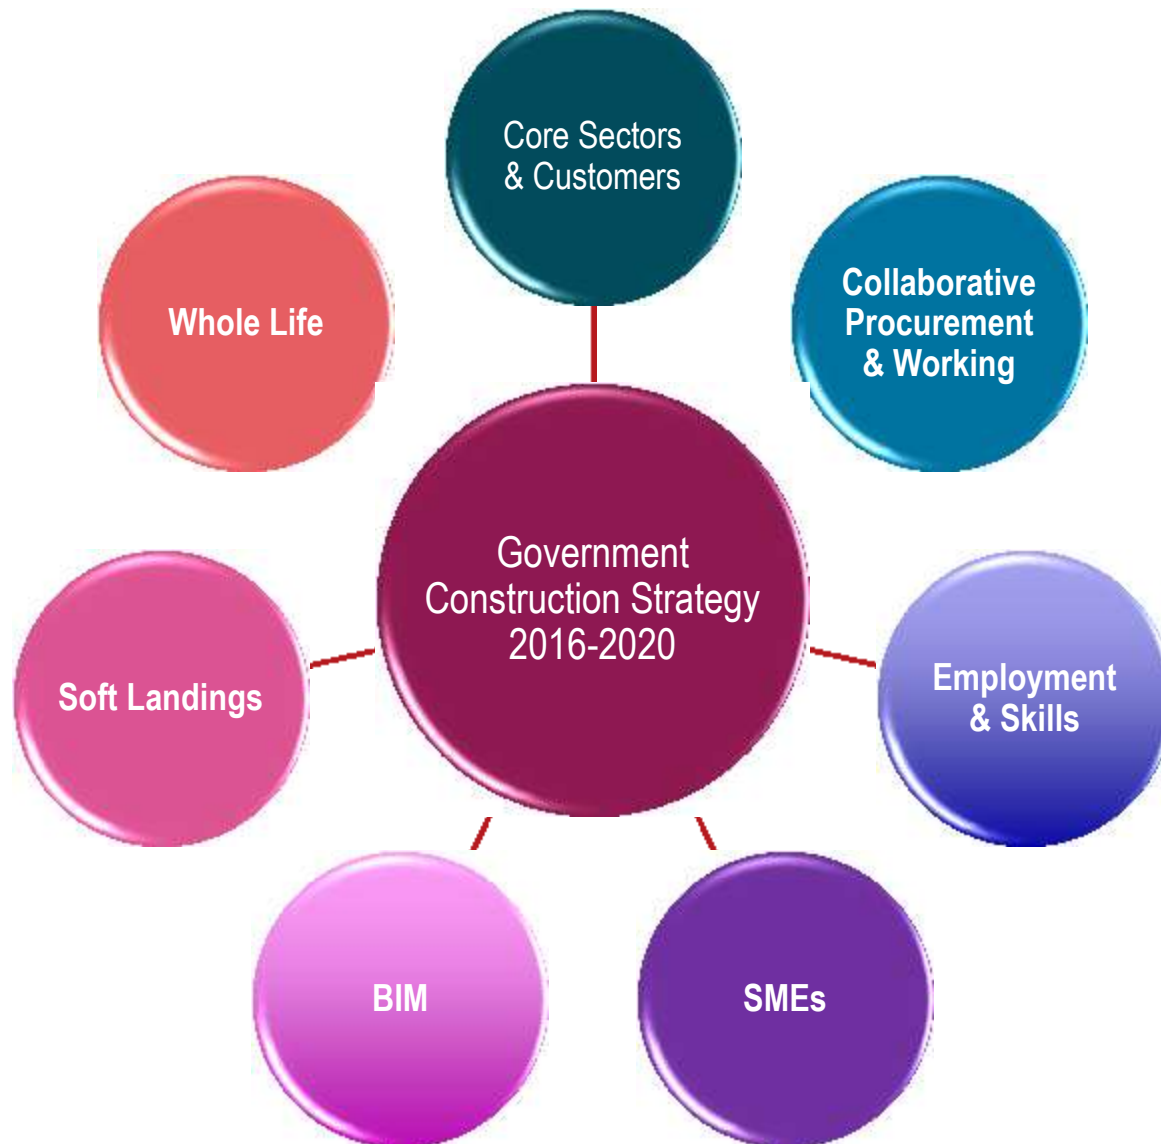 Core Sectors
& Customers
Whole Life
Collaborative
Procurement
& Working
Government
Construction Strategy
2016-2020
Soft Landings
Employment
& Skills
BIM
SMEs